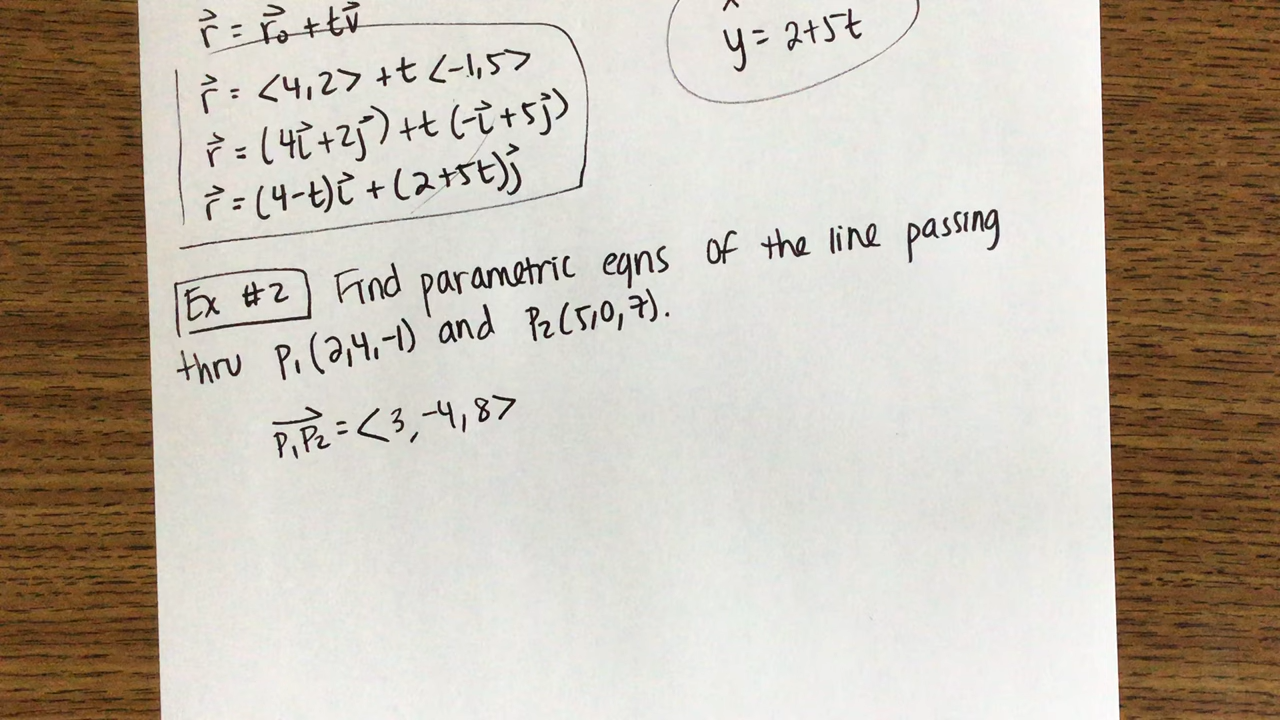 r⃗ = r⃗₀ + tv⃗
r⃗ = <4,2> + t <-1,5>
r⃗ = (4i⃗+2j⃗) + t (-i⃗+5j⃗)
r⃗ = (4-t)i⃗ + (2+5t)j⃗
y = 2+5t
Ex #2 Find parametric eqns of the line passing
thru P₁(2,4,-1) and P₂(5,0,7).
P₁P₂⃗ = <3,-4,8>